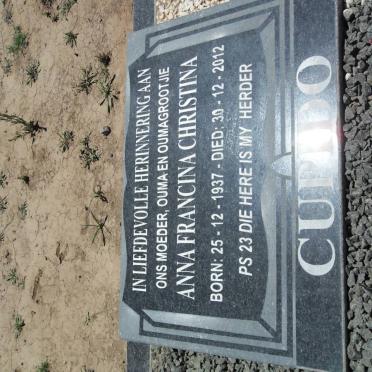 IN LIEFDEVOLLE HERINNERING AAN
ONS MOEDER, OUMA EN OUMAGROOTJIE
ANNA FRANCINA CHRISTINA
BORN: 25 - 12 - 1937 - DIED: 30 - 12 - 2012
PS 23 DIE HERE IS MY HERDER
CUPIDO